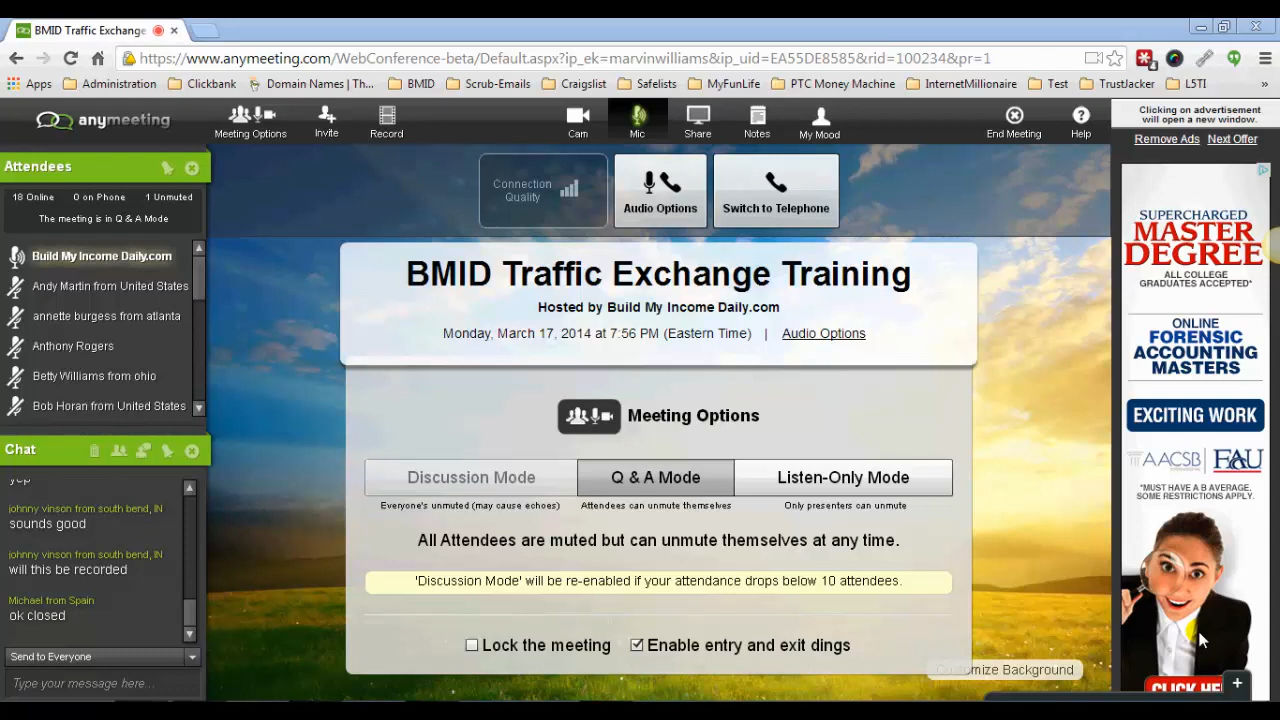 BMID Traffic Exchange
https://www.anymeeting.com/WebConference-beta/Default.aspx?ip_ek=marvinwilliams&ip_uid=EA55DE8585&rid=100234&pr=1
4
Apps Administration Clickbank Domain Names | Th... BMID Scrub-Emails Craigslist Safelists MyFunLife PTC Money Machine InternetMillionaire Test TrustJacker L5TI »
anymeeting
Meeting Options Invite Record Cam Mic Share Notes My Mood End Meeting Help
Clicking on advertisement
will open a new window.
Remove Ads Next Offer
Attendees
18 Online 0 on Phone 1 Unmuted
The meeting is in Q & A Mode
Build My Income Daily.com
Andy Martin from United States
annette burgess from atlanta
Anthony Rogers
Betty Williams from ohio
Bob Horan from United States
Chat
yep
johnny vinson from south bend, IN
sounds good
johnny vinson from south bend, IN
will this be recorded
Michael from Spain
ok closed
Send to Everyone
Type your message here...
Connection
Quality
Audio Options
Switch to Telephone
BMID Traffic Exchange Training
Hosted by Build My Income Daily.com
Monday, March 17, 2014 at 7:56 PM (Eastern Time) | Audio Options
Meeting Options
Discussion Mode Q & A Mode Listen-Only Mode
Everyone's unmuted (may cause echoes) Attendees can unmute themselves Only presenters can unmute
All Attendees are muted but can unmute themselves at any time.
'Discussion Mode' will be re-enabled if your attendance drops below 10 attendees.
Lock the meeting Enable entry and exit dings
Customize Background
SUPERCHARGED
MASTER
DEGREE
ALL COLLEGE
GRADUATES ACCEPTED*
ONLINE
FORENSIC
ACCOUNTING
MASTERS
EXCITING WORK
AACSB FAU
*MUST HAVE A B AVERAGE.
SOME RESTRICTIONS APPLY.
CLICK HE
+